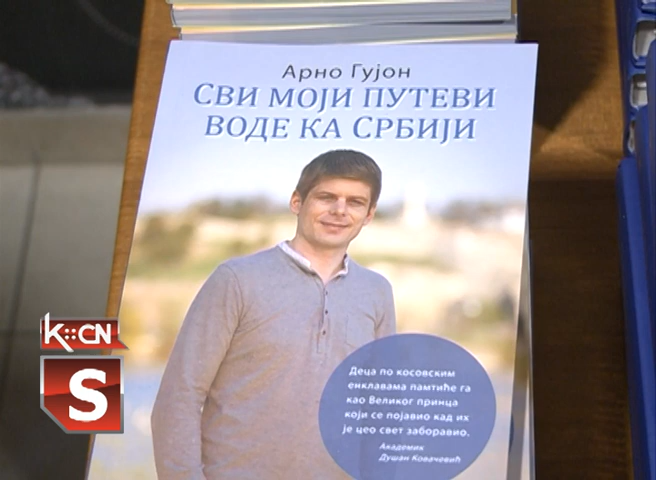 Арно Гујон
СВИ МОЈИ ПУТЕВИ
ВОДЕ КА СРБИЈИ
Деца по косовским
енклавама памтиће га
као Великог принца
који се појавио кад их
је цео свет заборавио.
Академик
Душан Ковачевић
K::CN
S